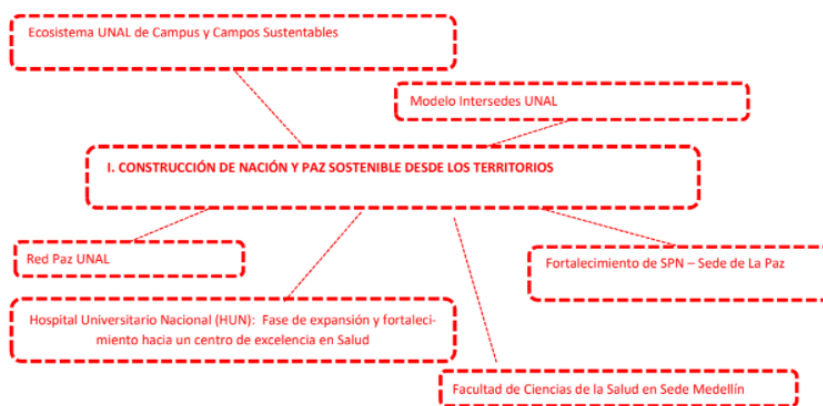 Ecosistema UNAL de Campus y Campos Sustentables
Modelo Intersedes UNAL
I. CONSTRUCCIÓN DE NACIÓN Y PAZ SOSTENIBLE DESDE LOS TERRITORIOS
Red Paz UNAL
Fortalecimiento de SPN – Sede de La Paz
Hospital Universitario Nacional (HUN): Fase de expansión y fortaleci-
miento hacia un centro de excelencia en Salud
Facultad de Ciencias de la Salud en Sede Medellín